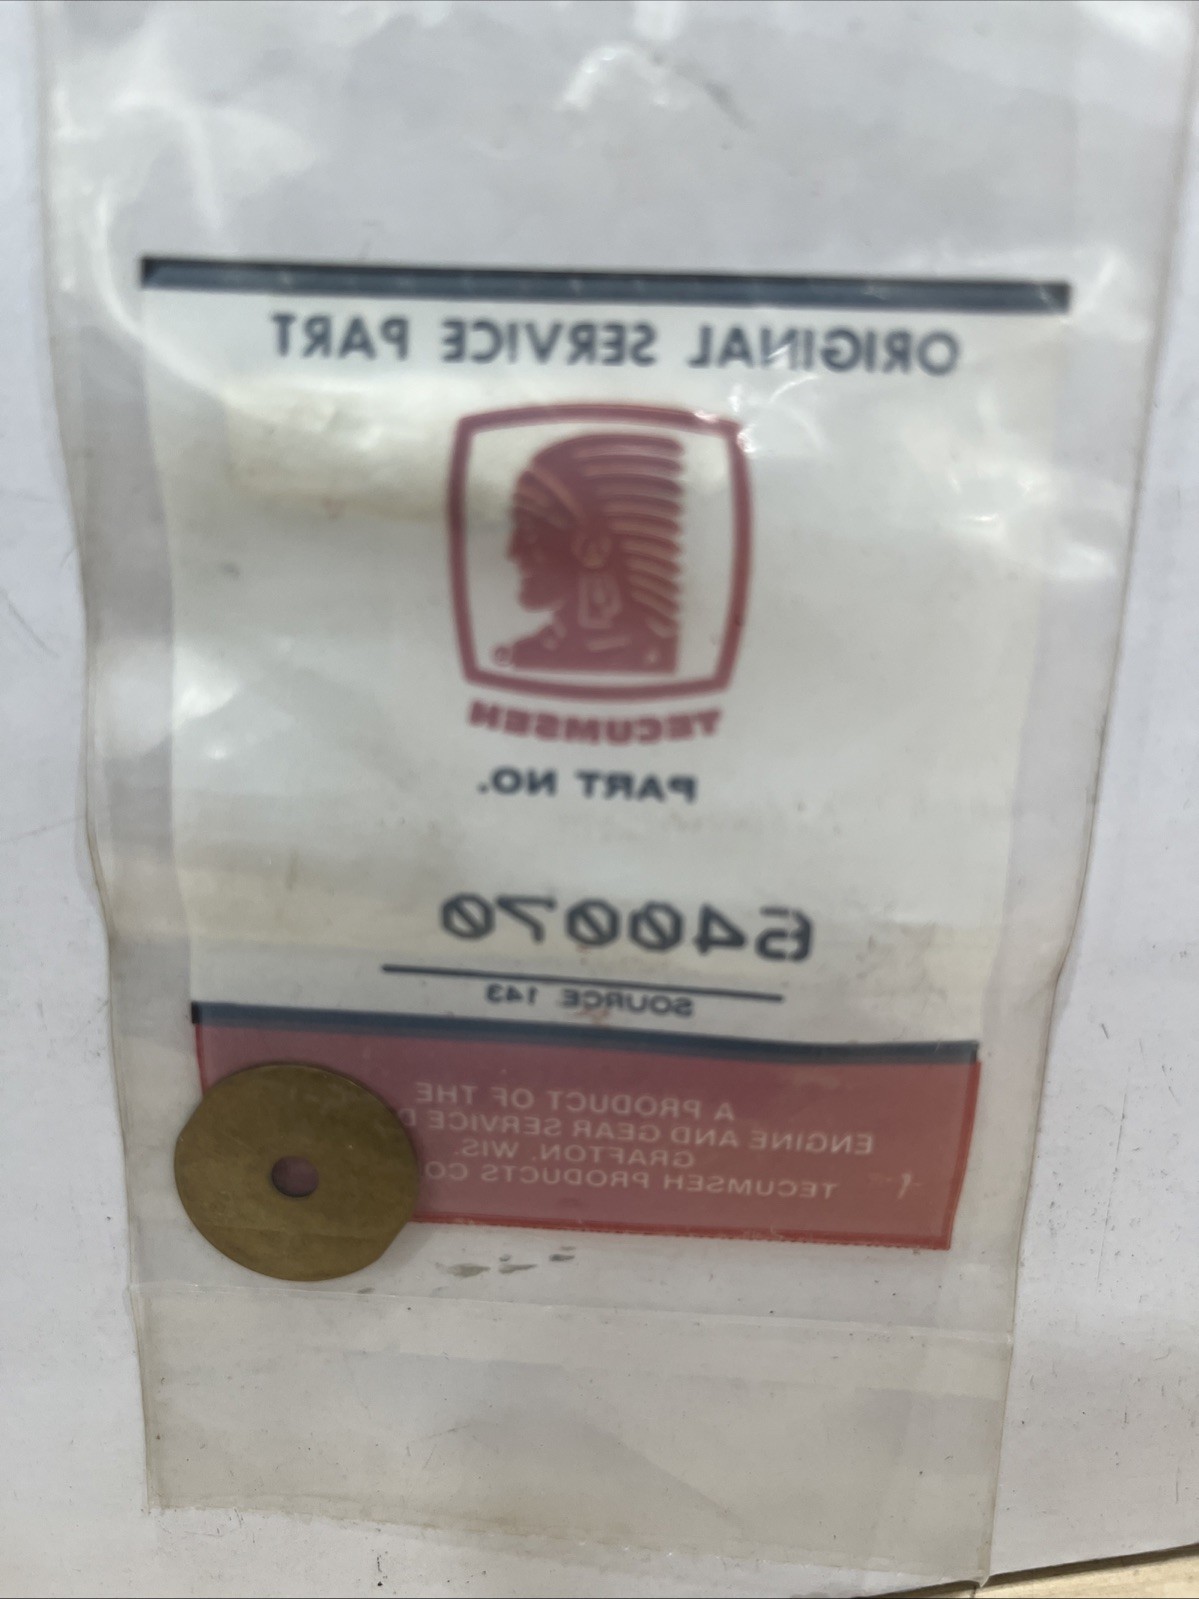 ORIGINAL SERVICE PART
®
TECUMSEH
PART NO.
640070
SOURCE 143
A PRODUCT OF THE
ENGINE AND GEAR SERVICE D
GRAFTON, WIS.
TECUMSEH PRODUCTS CO